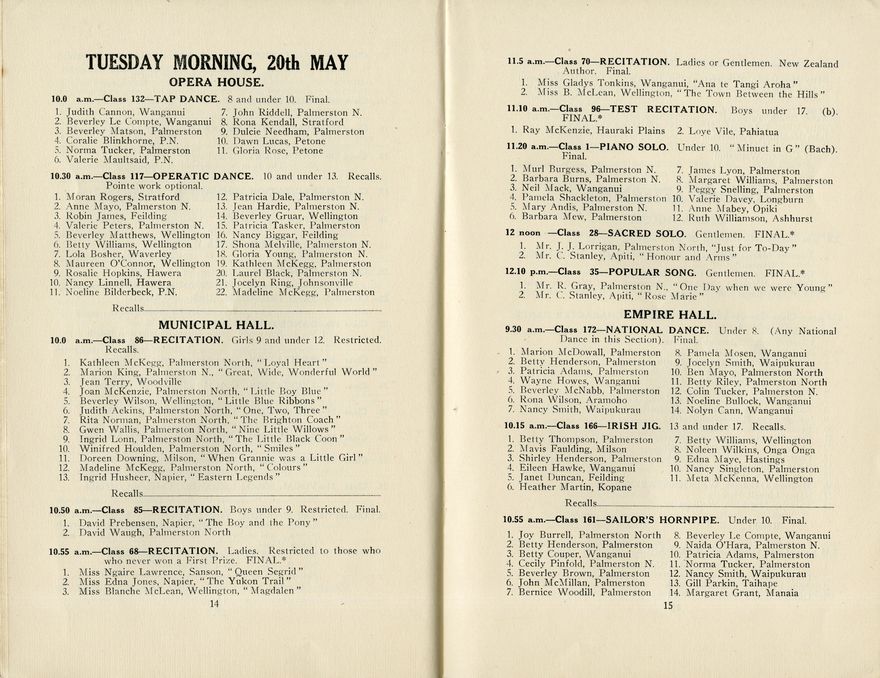 TUESDAY MORNING, 20th MAY
OPERA HOUSE.
10.0 a.m.—Class 132—TAP DANCE. 8 and under 10. Final.
1. Judith Cannon, Wanganui
2. Beverley Le Compte, Wanganui
3. Beverley Matson, Palmerston
4. Coralie Blinkhorne, P.N.
5. Norma Tucker, Palmerston
6. Valerie Maultsaid, P.N.
7. John Riddell, Palmerston N.
8. Rona Kendall, Stratford
9. Dulcie Needham, Palmerston
10. Dawn Lucas, Petone
11. Gloria Rose, Petone
10.30 a.m.—Class 117—OPERATIC DANCE. 10 and under 13. Recalls.
Pointe work optional.
1. Moran Rogers, Stratford
2. Anne Mayo, Palmerston N.
3. Robin James, Feilding
4. Valerie Peters, Palmerston N.
5. Beverley Matthews, Wellington
6. Betty Williams, Wellington
7. Lola Bosher, Waverley
8. Maureen O'Connor, Wellington
9. Rosalie Hopkins, Hawera
10. Nancy Linnell, Hawera
11. Noeline Bilderbeck, P.N.
12. Patricia Dale, Palmerston N.
13. Jean Hardie, Palmerston N.
14. Beverley Gruar, Wellington
15. Patricia Tasker, Palmerston
16. Nancy Biggar, Feilding
17. Shona Melville, Palmerston N.
18. Gloria Young, Palmerston N.
19. Kathleen McKegg, Palmerston
20. Laurel Black, Palmerston N.
21. Jocelyn Ring, Johnsonville
22. Madeline McKegg, Palmerston
Recalls
MUNICIPAL HALL.
10.0 a.m.—Class 86—RECITATION. Girls 9 and under 12. Restricted.
Recalls.
1. Kathleen McKegg, Palmerston North, "Loyal Heart"
2. Marion King, Palmerston N., "Great, Wide, Wonderful World"
3. Jean Terry, Woodville
4. Joan McKenzie, Palmerston North, "Little Boy Blue"
5. Beverley Wilson, Wellington, "Little Blue Ribbons"
6. Judith Aekins, Palmerston North, "One, Two, Three"
7. Rita Norman, Palmerston North, "The Brighton Coach"
8. Gwen Wallis, Palmerston North, "Nine Little Willows"
9. Ingrid Lonn, Palmerston North, "The Little Black Coon"
10. Winifred Houlden, Palmerston North, "Smiles"
11. Doreen Downing, Milson, "When Grannie was a Little Girl"
12. Madeline McKegg, Palmerston North, "Colours"
13. Ingrid Husheer, Napier, "Eastern Legends"
Recalls
10.50 a.m.—Class 85—RECITATION. Boys under 9. Restricted. Final.
1. David Prebensen, Napier, "The Boy and the Pony"
2. David Waugh, Palmerston North
10.55 a.m.—Class 68—RECITATION. Ladies. Restricted to those who
who never won a First Prize. FINAL.*
1. Miss Ngaire Lawrence, Sanson, "Queen Segrid"
2. Miss Edna Jones, Napier, "The Yukon Trail"
3. Miss Blanche McLean, Wellington, "Magdalen"
14
11.5 a.m.—Class 70—RECITATION. Ladies or Gentlemen. New Zealand
Author. Final.
1. Miss Gladys Tonkins, Wanganui, "Ana te Tangi Aroha"
2. Miss B. McLean, Wellington, "The Town Between the Hills"
11.10 a.m.—Class 96—TEST RECITATION. Boys under 17. (b).
FINAL.*
1. Ray McKenzie, Hauraki Plains 2. Loye Vile, Pahiatua
11.20 a.m.—Class 1—PIANO SOLO. Under 10. "Minuet in G" (Bach).
Final.
1. Murl Burgess, Palmerston N.
2. Barbara Burns, Palmerston N.
3. Neil Mack, Wanganui
4. Pamela Shackleton, Palmerston
5. Mary Andis, Palmerston N.
6. Barbara Mew, Palmerston
7. James Lyon, Palmerston
8. Margaret Williams, Palmerston
9. Peggy Snelling, Palmerston
10. Valerie Davey, Longburn
11. Anne Mabey, Opiki
12. Ruth Williamson, Ashhurst
12 noon —Class 28—SACRED SOLO. Gentlemen. FINAL.*
1. Mr. J. J. Lorrigan, Palmerston North, "Just for To-Day"
2. Mr. C. Stanley, Apiti, "Honour and Arms"
12.10 p.m.—Class 35—POPULAR SONG. Gentlemen. FINAL.*
1. Mr. R. Gray, Palmerston N., "One Day when we were Young"
2. Mr. C. Stanley, Apiti, "Rose Marie"
EMPIRE HALL.
9.30 a.m.—Class 172—NATIONAL DANCE. Under 8. (Any National
Dance in this Section). Final.
1. Marion McDowall, Palmerston
2. Betty Henderson, Palmerston
3. Patricia Adams, Palmerston
4. Wayne Howes, Wanganui
5. Beverley McNabb, Palmerston
6. Rona Wilson, Aramoho
7. Nancy Smith, Waipukurau
8. Pamela Mosen, Wanganui
9. Jocelyn Smith, Waipukurau
10. Ben Mayo, Palmerston North
11. Betty Riley, Palmerston North
12. Colin Tucker, Palmerston N.
13. Noeline Bullock, Wanganui
14. Nolyn Cann, Wanganui
10.15 a.m.—Class 166—IRISH JIG. 13 and under 17. Recalls.
1. Betty Thompson, Palmerston
2. Mavis Faulding, Milson
3. Shirley Henderson, Palmerston
4. Eileen Hawke, Wanganui
5. Janet Duncan, Feilding
6. Heather Martin, Kopane
7. Betty Williams, Wellington
8. Noleen Wilkins, Onga Onga
9. Edna Maye, Hastings
10. Nancy Singleton, Palmerston
11. Meta McKenna, Wellington
Recalls
10.55 a.m.—Class 161—SAILOR'S HORNPIPE. Under 10. Final.
1. Joy Burrell, Palmerston North
2. Betty Henderson, Palmerston
3. Betty Couper, Wanganui
4. Cecily Pinfold, Palmerston N.
5. Beverley Brown, Palmerston
6. John McMillan, Palmerston
7. Bernice Woodill, Palmerston
8. Beverley Le Compte, Wanganui
9. Naida O'Hara, Palmerston N.
10. Patricia Adams, Palmerston
11. Norma Tucker, Palmerston
12. Nancy Smith, Waipukurau
13. Gill Parkin, Taihape
14. Margaret Grant, Manaia
15